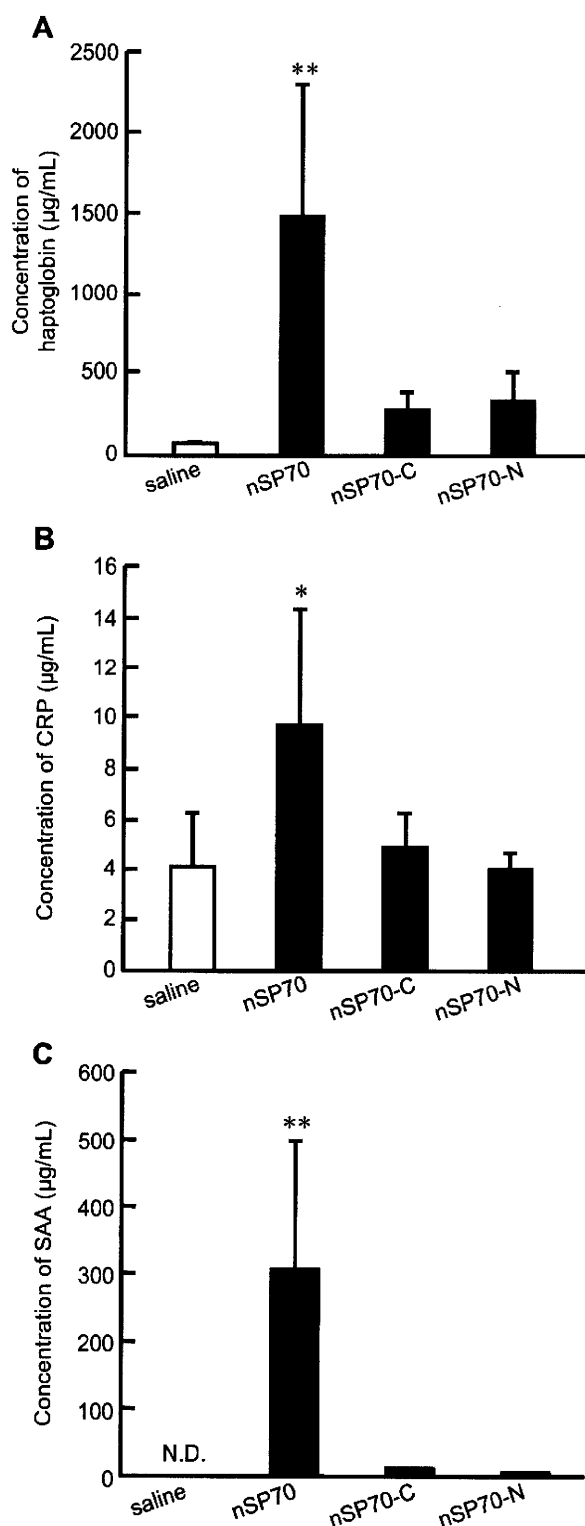 A
Concentration of
haptoglobin (µg/mL)
2500
2000
1500
1000
500
0
**
saline
nSP70
nSP70-C
nSP70-N
B
Concentration of CRP (µg/mL)
16
14
12
10
8
6
4
2
0
*
saline
nSP70
nSP70-C
nSP70-N
C
Concentration of SAA (µg/mL)
600
500
400
300
200
100
0
**
N.D.
saline
nSP70
nSP70-C
nSP70-N